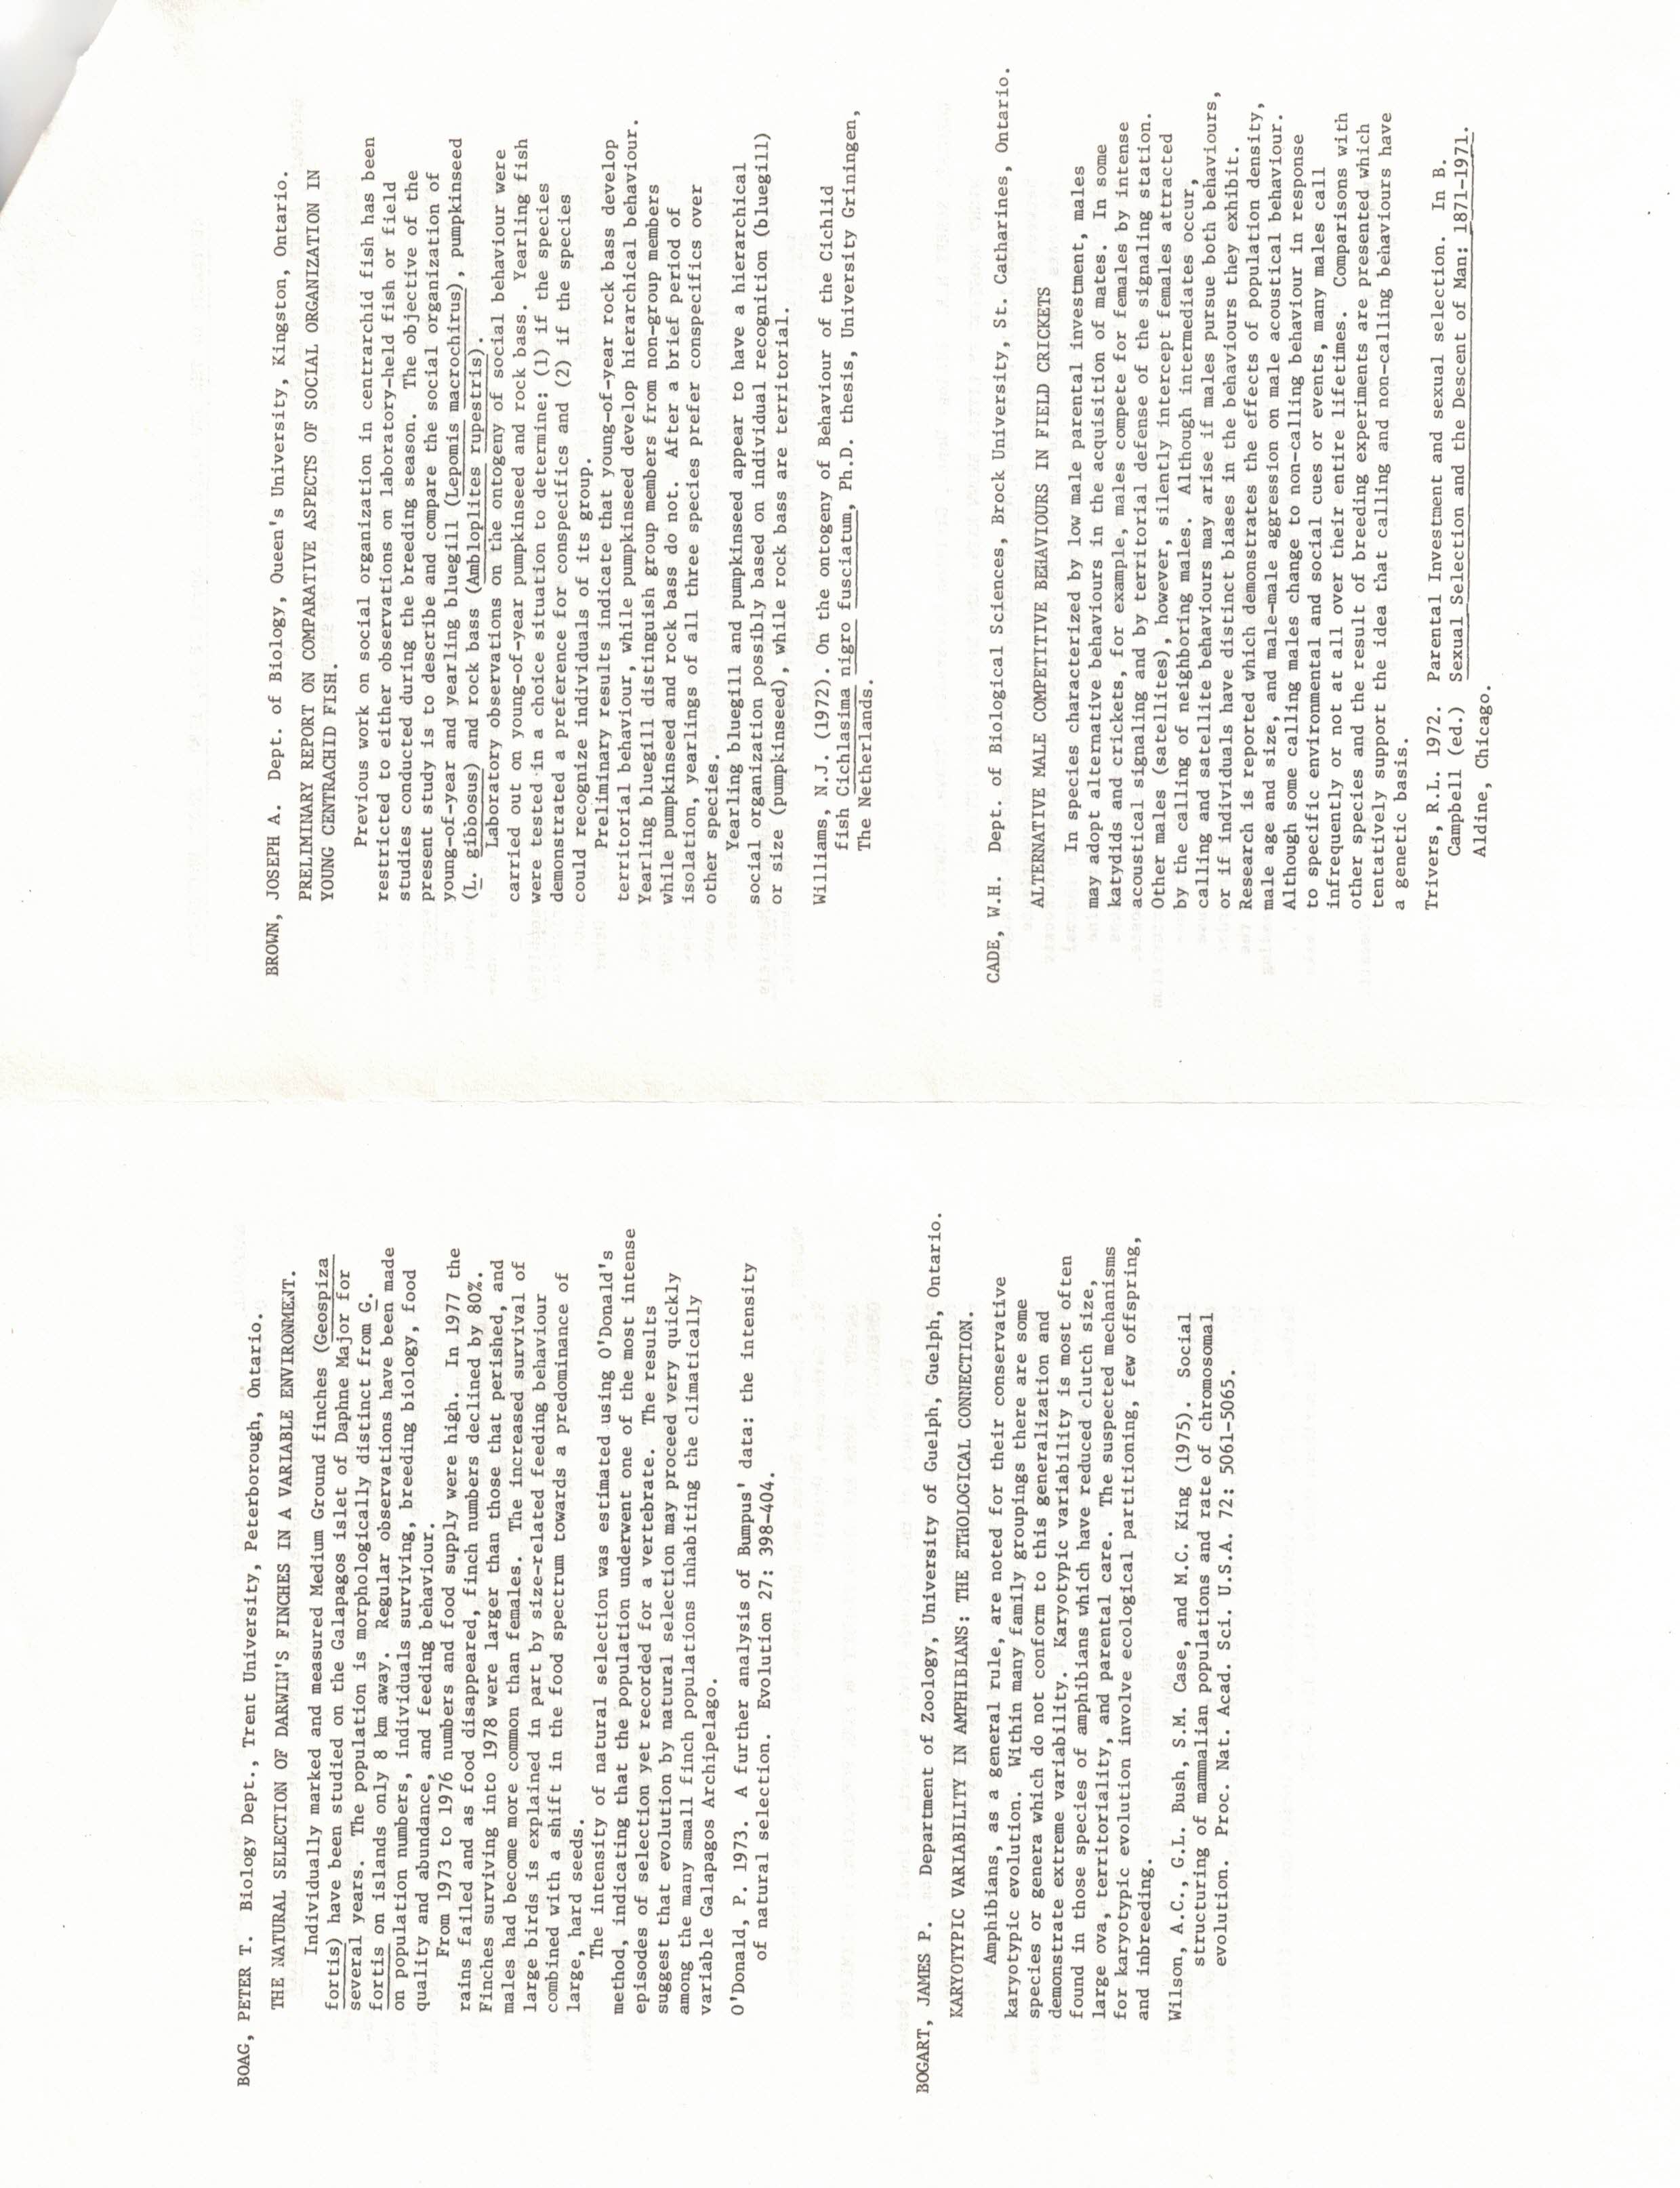 BOAG, PETER T.  Biology Dept., Trent University, Peterborough, Ontario.
THE NATURAL SELECTION OF DARWIN'S FINCHES IN A VARIABLE ENVIRONMENT.
Individually marked and measured Medium Ground finches (Geospiza
fortis) have been studied on the Galapagos islet of Daphne Major for
several years.  The population is morphologically distinct from G.
fortis on islands only 8 km away.  Regular observations have been made
on population numbers, individuals surviving, breeding biology, food
quality and abundance, and feeding behaviour.
From 1973 to 1976 numbers and food supply were high.  In 1977 the
rains failed and as food disappeared, finch numbers declined by 80%.
Finches surviving into 1978 were larger than those that perished, and
males had become more common than females.  The increased survival of
large birds is explained in part by size-related feeding behaviour
combined with a shift in the food spectrum towards a predominance of
large, hard seeds.
The intensity of natural selection was estimated using O'Donald's
method, indicating that the population underwent one of the most intense
episodes of selection yet recorded for a vertebrate.  The results
suggest that evolution by natural selection may proceed very quickly
among the many small finch populations inhabiting the climatically
variable Galapagos Archipelago.
O'Donald, P. 1973.  A further analysis of Bumpus' data: the intensity
of natural selection.  Evolution 27: 398-404.
BOGART, JAMES P.  Department of Zoology, University of Guelph, Guelph, Ontario.
KARYOTYPIC VARIABILITY IN AMPHIBIANS: THE ETHOLOGICAL CONNECTION.
Amphibians, as a general rule, are noted for their conservative
karyotypic evolution.  Within many family groupings there are some
species or genera which do not conform to this generalization and
demonstrate extreme variability.  Karyotypic variability is most often
found in those species of amphibians which have reduced clutch size,
large ova, territoriality, and parental care.  The suspected mechanisms
for karyotypic evolution involve ecological partitioning, few offspring,
and inbreeding.
Wilson, A.C., G.L. Bush, S.M. Case, and M.C. King (1975).  Social
structuring of mammalian populations and rate of chromosomal
evolution.  Proc. Nat. Acad. Sci. U.S.A. 72: 5061-5065.
BROWN, JOSEPH A.  Dept. of Biology, Queen's University, Kingston, Ontario.
PRELIMINARY REPORT ON COMPARATIVE ASPECTS OF SOCIAL ORGANIZATION IN
YOUNG CENTRACHID FISH.
Previous work on social organization in centrarchid fish has been
restricted to either observations on laboratory-held fish or field
studies conducted during the breeding season.  The objective of the
present study is to describe and compare the social organization of
young-of-year and yearling bluegill (Lepomis macrochirus), pumpkinseed
(L. gibbosus) and rock bass (Ambloplites rupestris).
Laboratory observations on the ontogeny of social behaviour were
carried out on young-of-year pumpkinseed and rock bass.  Yearling fish
were tested in a choice situation to determine: (1) if the species
demonstrated a preference for conspecifics and (2) if the species
could recognize individuals of its group.
Preliminary results indicate that young-of-year rock bass develop
territorial behaviour, while pumpkinseed develop hierarchical behaviour.
Yearling bluegill distinguish group members from non-group members
while pumpkinseed and rock bass do not.  After a brief period of
isolation, yearlings of all three species prefer conspecifics over
other species.
Yearling bluegill and pumpkinseed appear to have a hierarchical
social organization possibly based on individual recognition (bluegill)
or size (pumpkinseed), while rock bass are territorial.
Williams, N.J. (1972). On the ontogeny of Behaviour of the Cichlid
fish Cichlasima nigro fusciatum, Ph.D. thesis, University Griningen,
The Netherlands.
CADE, W.H.  Dept. of Biological Sciences, Brock University, St. Catharines, Ontario.
ALTERNATIVE MALE COMPETITIVE BEHAVIOURS IN FIELD CRICKETS
In species characterized by low male parental investment, males
may adopt alternative behaviours in the acquisition of mates.  In some
katydids and crickets, for example, males compete for females by intense
acoustical signaling and by territorial defense of the signaling station.
Other males (satellites), however, silently intercept females attracted
by the calling of neighboring males.  Although intermediates occur,
calling and satellite behaviours may arise if males pursue both behaviours,
or if individuals have distinct biases in the behaviours they exhibit.
Research is reported which demonstrates the effects of population density,
male age and size, and male-male aggression on male acoustical behaviour.
Although some calling males change to non-calling behaviour in response
to specific environmental and social cues or events, many males call
infrequently or not at all over their entire lifetimes.  Comparisons with
other species and the result of breeding experiments are presented which
tentatively support the idea that calling and non-calling behaviours have
a genetic basis.
Trivers, R.L. 1972.  Parental Investment and sexual selection.  In B.
Campbell (ed.)  Sexual Selection and the Descent of Man: 1871-1971.
Aldine, Chicago.